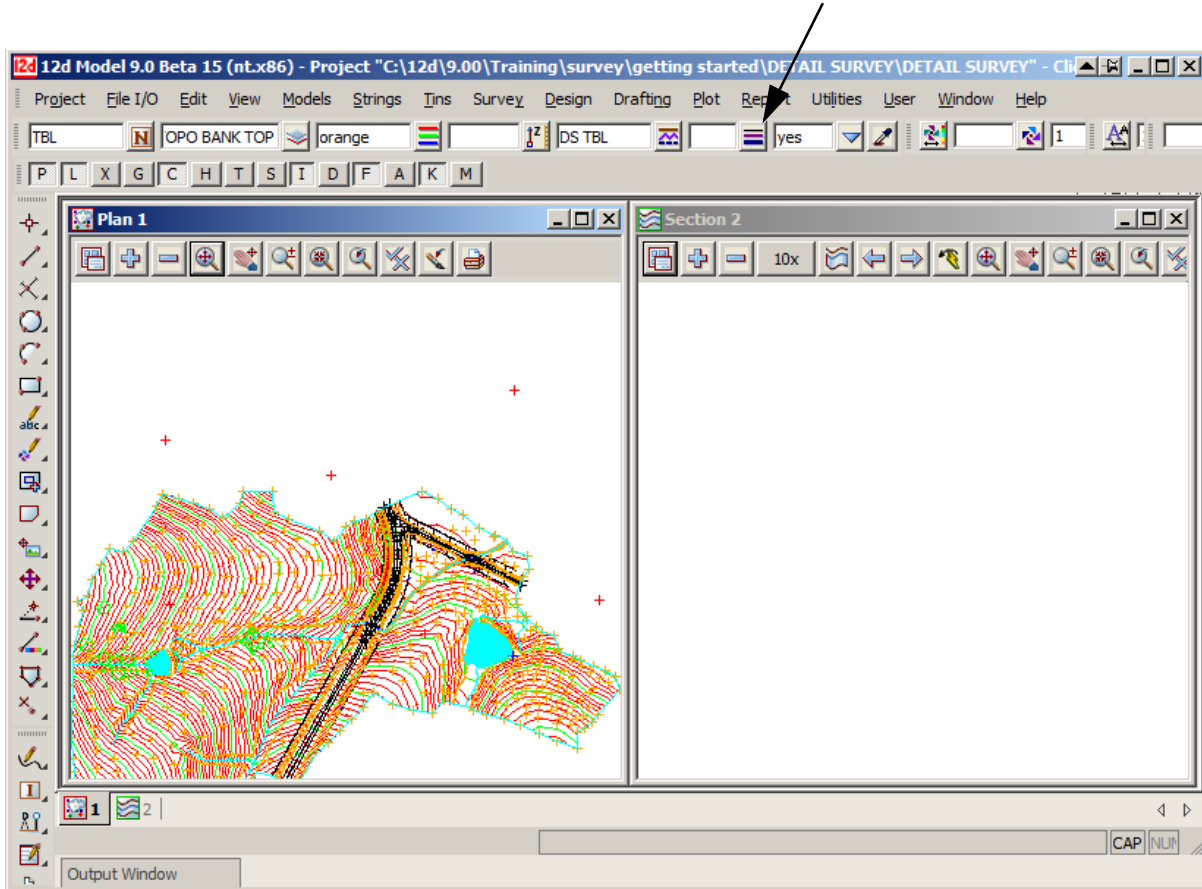 12d 12d Model 9.0 Beta 15 (nt.x86) - Project "C:\12d\9.00\Training\survey\getting started\DETAIL SURVEY\DETAIL SURVEY" -
Project File I/O Edit View Models Strings Tins Survey Design Drafting Plot Report Utilities User Window Help
TBL N OPO BANK TOP orange DS TBL yes 1
P L X G C H T S I D F A K M
Plan 1
Section 2
10x
abc
1 2
CAP NUM
Output Window